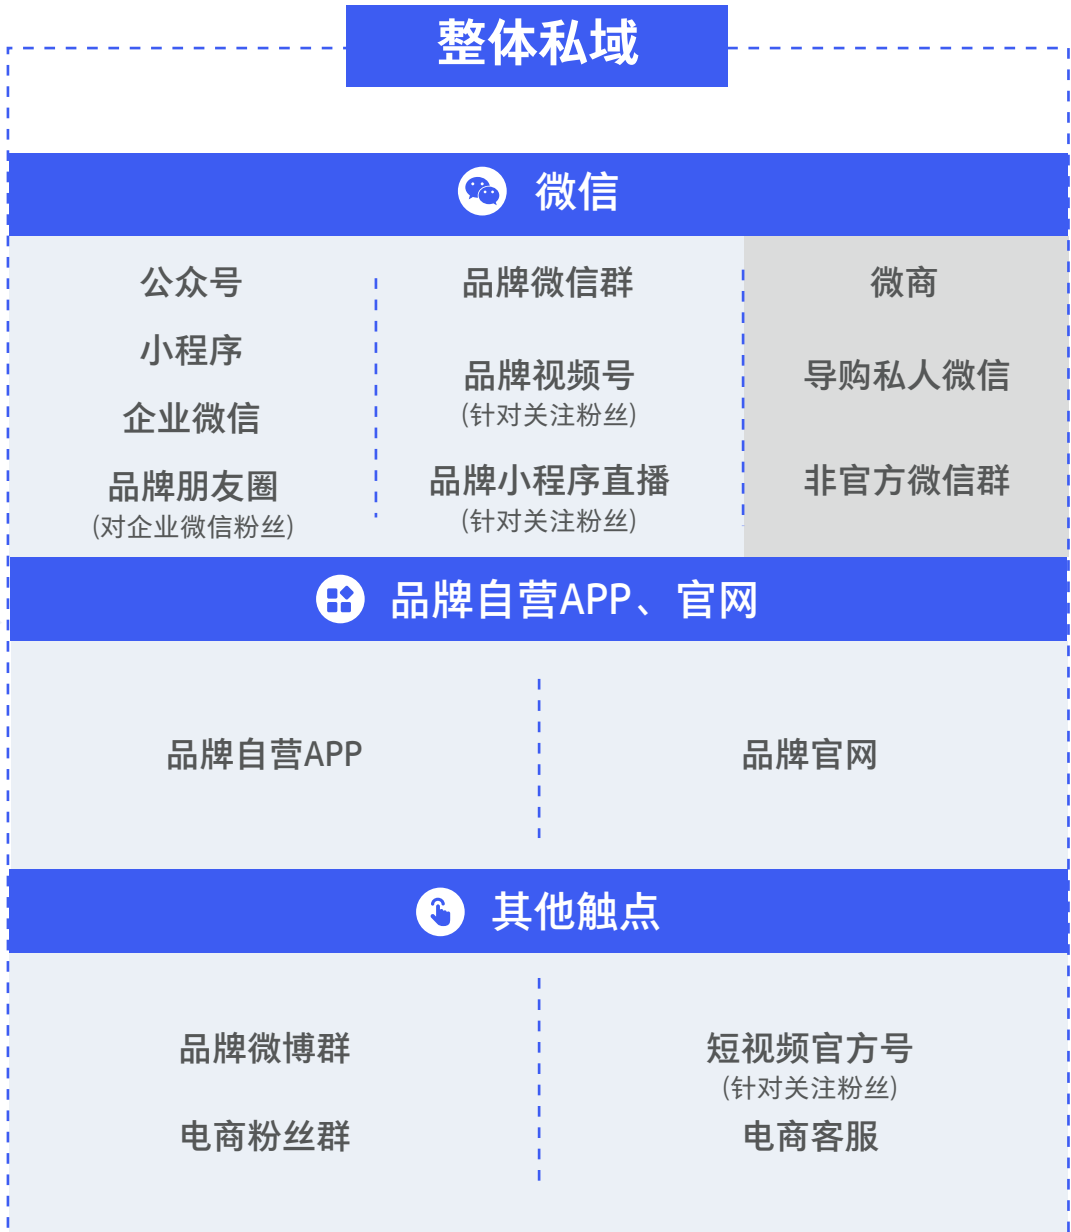 整体私域
微信
公众号
小程序
企业微信
品牌朋友圈
(对企业微信粉丝)
品牌微信群
品牌视频号
(针对关注粉丝)
品牌小程序直播
(针对关注粉丝)
微商
导购私人微信
非官方微信群
品牌自营APP、官网
品牌自营APP
品牌官网
其他触点
品牌微博群
电商粉丝群
短视频官方号
(针对关注粉丝)
电商客服